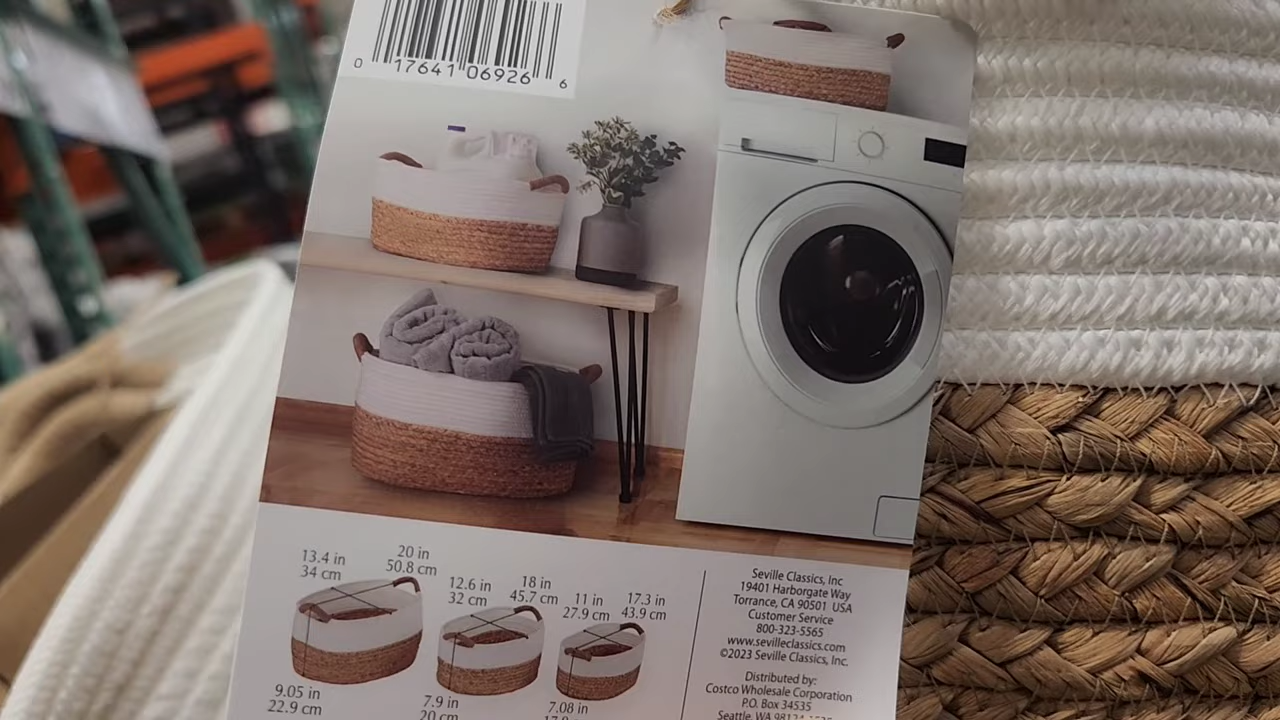 0 17641 06926 6
13.4 in
34 cm
20 in
50.8 cm
12.6 in
32 cm
18 in
45.7 cm
11 in
27.9 cm
17.3 in
43.9 cm
9.05 in
22.9 cm
7.9 in
20 cm
7.08 in
Seville Classics, Inc
19401 Harborgate Way
Torrance, CA 90501 USA
Customer Service
800-323-5565
www.sevilleclassics.com
©2023 Seville Classics, Inc.
Distributed by:
Costco Wholesale Corporation
P.O. Box 34535
Seattle, WA